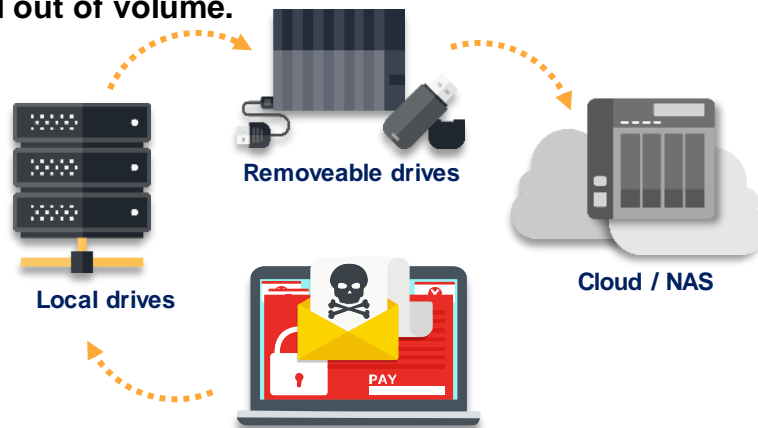 out of volume.
Removeable drives
Cloud / NAS
Local drives
PAY